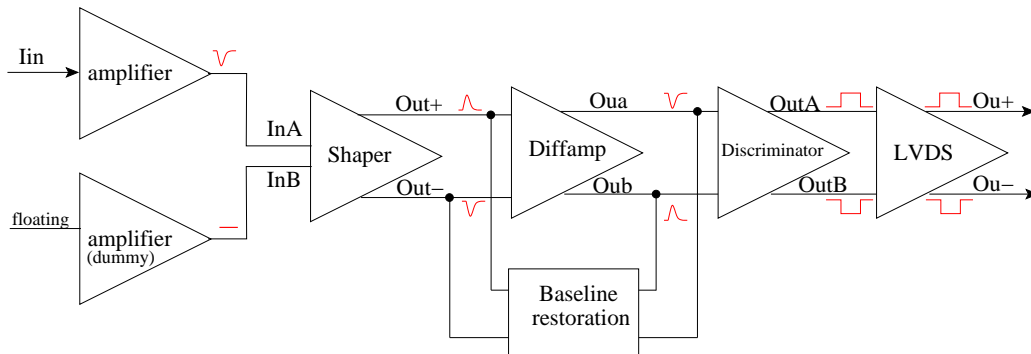 Iin
amplifier
InA
InB
floating
amplifier
(dummy)
Shaper
Out+
Out−
Diffamp
Oua
Oub
Baseline
restoration
Discriminator
OutA
OutB
LVDS
Ou+
Ou−